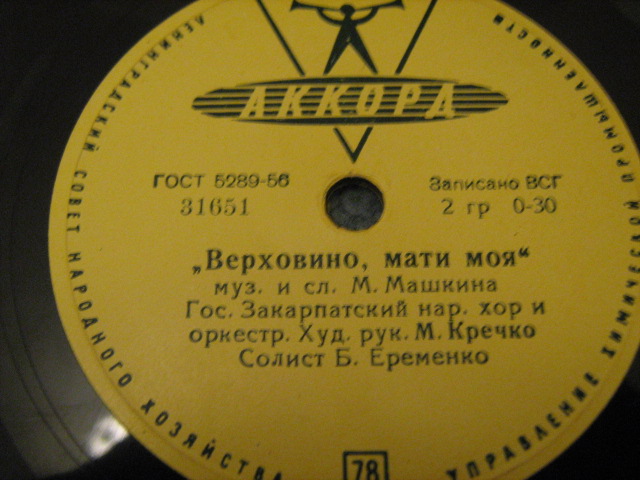 АККОРД
ГОСТ 5289-56
31651
Записано ВСГ
2 гр 0-30
„Верховино, мати моя“
муз. и сл. М. Машкина
Гос. Закарпатский нар. хор и
оркестр. Худ. рук. М. Кречко
Солист Б. Еременко
78
ЛЕНИНГРАДСКИЙ СОВЕТ НАРОДНОГО ХОЗЯЙСТВА
УПРАВЛЕНИЕ ХИМИЧЕСКОЙ ПРОМЫШЛЕННОСТИ